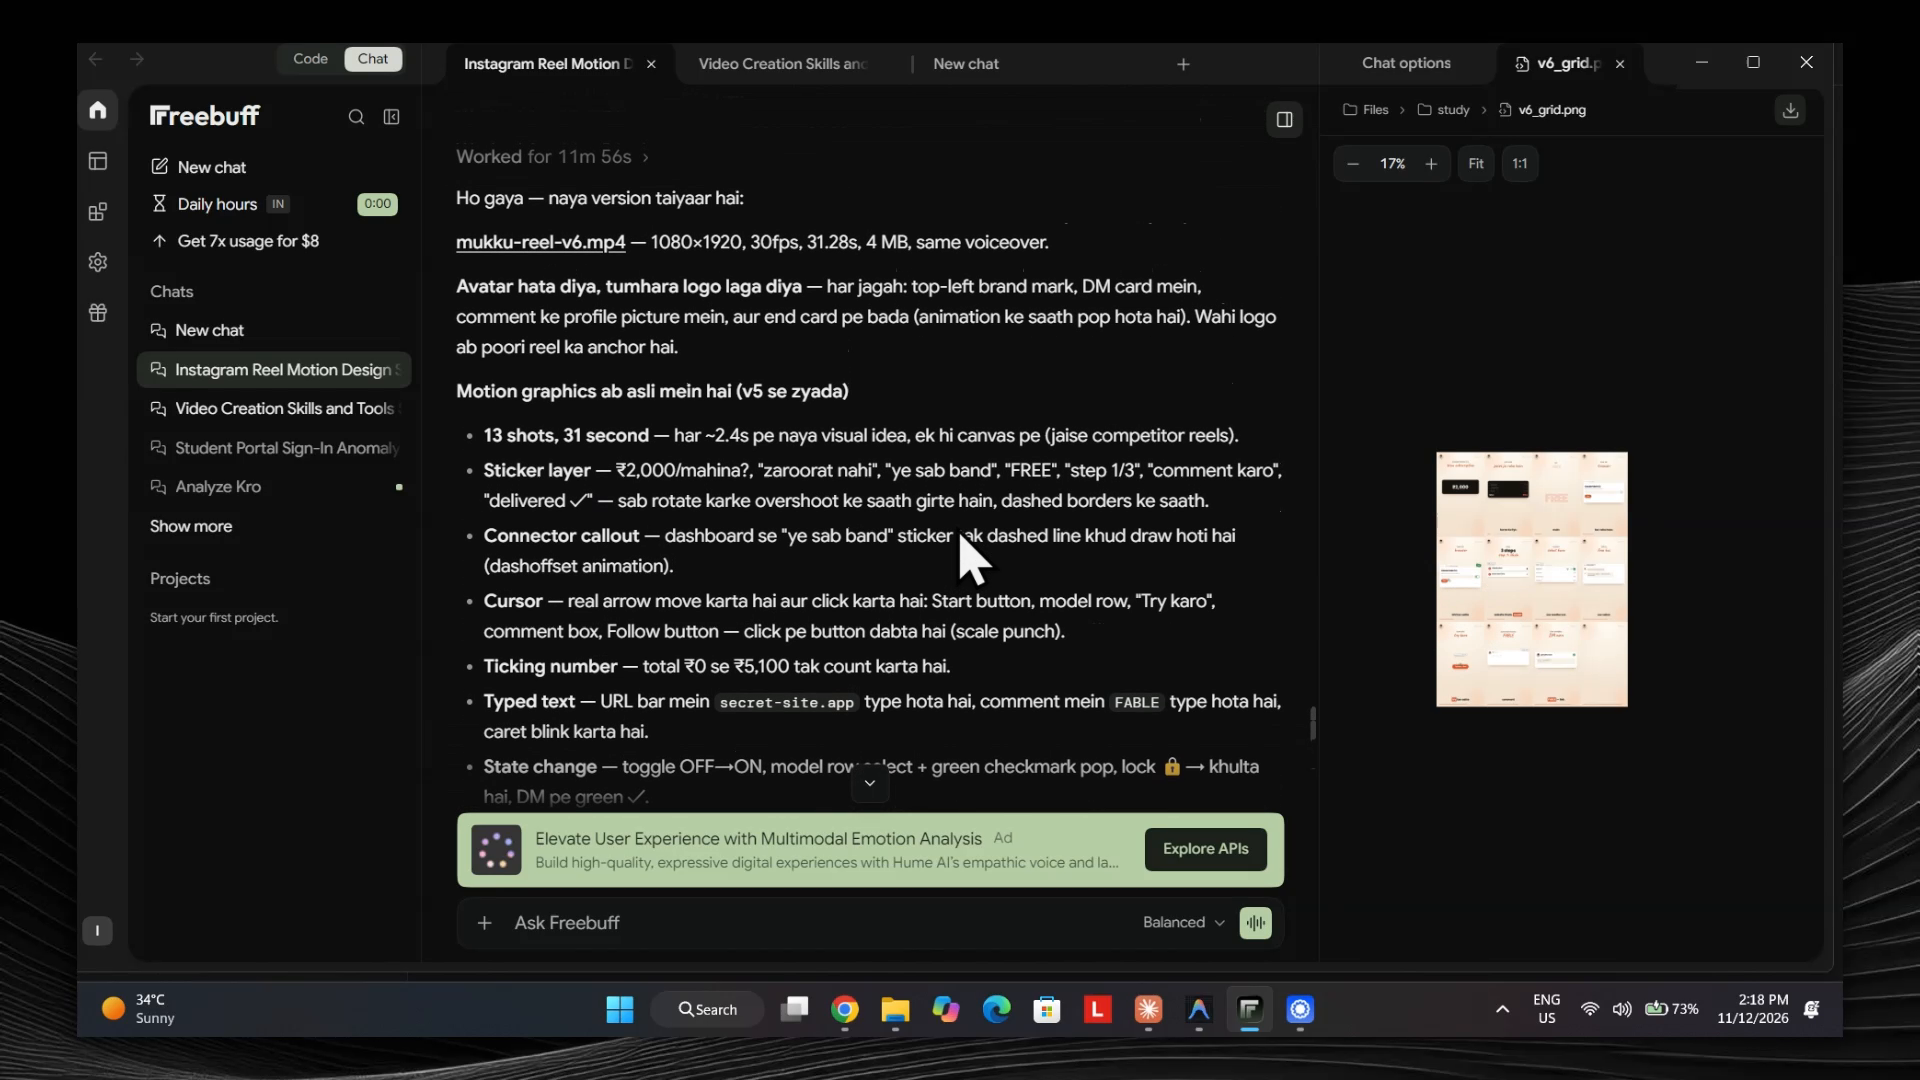 Code
Chat
Instagram Reel Motion D
Video Creation Skills and
New chat
Chat options
v6_grid.p
Freebuff
New chat
Daily hours IN 0:00
Get 7x usage for $8
Chats
New chat
Instagram Reel Motion Design S
Video Creation Skills and Tools
Student Portal Sign-In Anomaly
Analyze Kro
Show more
Projects
Start your first project.
Worked for 11m 56s >
Ho gaya — naya version taiyaar hai:
mukku-reel-v6.mp4 — 1080×1920, 30fps, 31.28s, 4 MB, same voiceover.
Avatar hata diya, tumhara logo laga diya — har jagah: top-left brand mark, DM card mein,
comment ke profile picture mein, aur end card pe bada (animation ke saath pop hota hai). Wahi logo
ab poori reel ka anchor hai.
Motion graphics ab asli mein hai (v5 se zyada)
• 13 shots, 31 second — har ~2.4s pe naya visual idea, ek hi canvas pe (jaise competitor reels).
• Sticker layer — ₹2,000/mahina?, "zaroorat nahi", "ye sab band", "FREE", "step 1/3", "comment karo",
"delivered ✓" — sab rotate karke overshoot ke saath girte hain, dashed borders ke saath.
• Connector callout — dashboard se "ye sab band" sticker ak dashed line khud draw hoti hai
(dashoffset animation).
• Cursor — real arrow move karta hai aur click karta hai: Start button, model row, "Try karo",
comment box, Follow button — click pe button dabta hai (scale punch).
• Ticking number — total ₹0 se ₹5,100 tak count karta hai.
• Typed text — URL bar mein secret-site.app type hota hai, comment mein FABLE type hota hai,
caret blink karta hai.
• State change — toggle OFF→ON, model row select + green checkmark pop, lock 🔒 → khulta
hai, DM pe green ✓.
Elevate User Experience with Multimodal Emotion Analysis Ad
Build high-quality, expressive digital experiences with Hume AI's empathic voice and la...
Explore APIs
Ask Freebuff
Balanced
Files > study > v6_grid.png
17%
Fit
1:1
I
34°C
Sunny
Search
L
ENG
US
73%
2:18 PM
11/12/2026